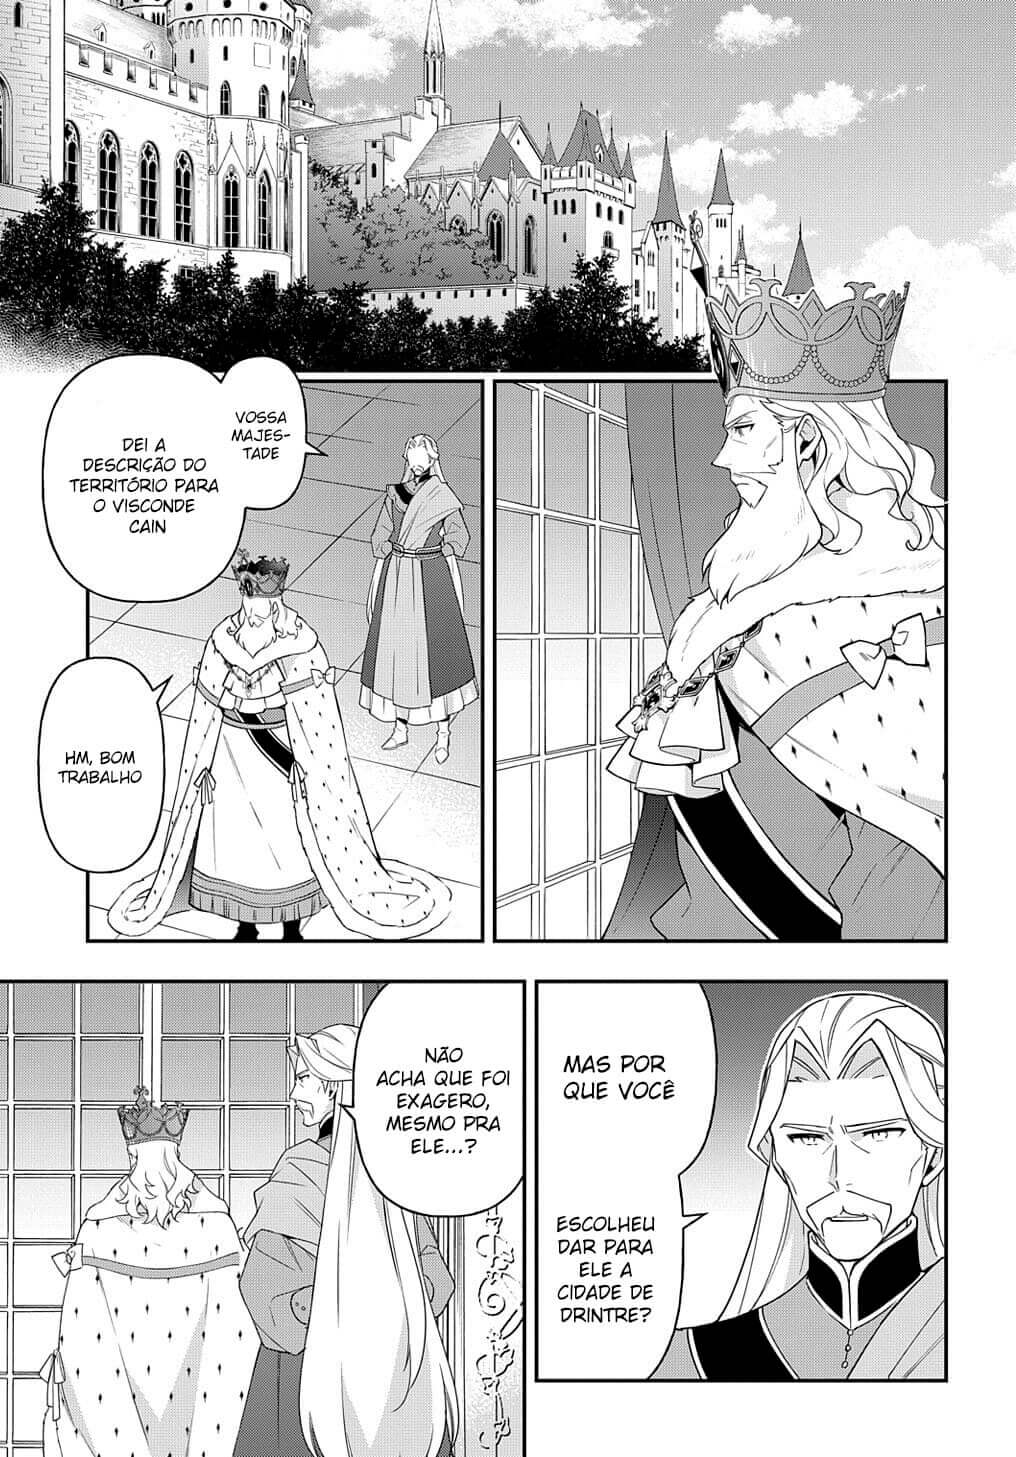 VOSSA
MAJES-
TADE
DEI A
DESCRIÇÃO DO
TERRITÓRIO PARA
O VISCONDE
CAIN
HM, BOM
TRABALHO
MAS POR
QUE VOCÊ
ESCOLHEU
DAR PARA
ELE A
CIDADE DE
DRINTRE?
NÃO
ACHA QUE FOI
EXAGERO,
MESMO PRA
ELE...?